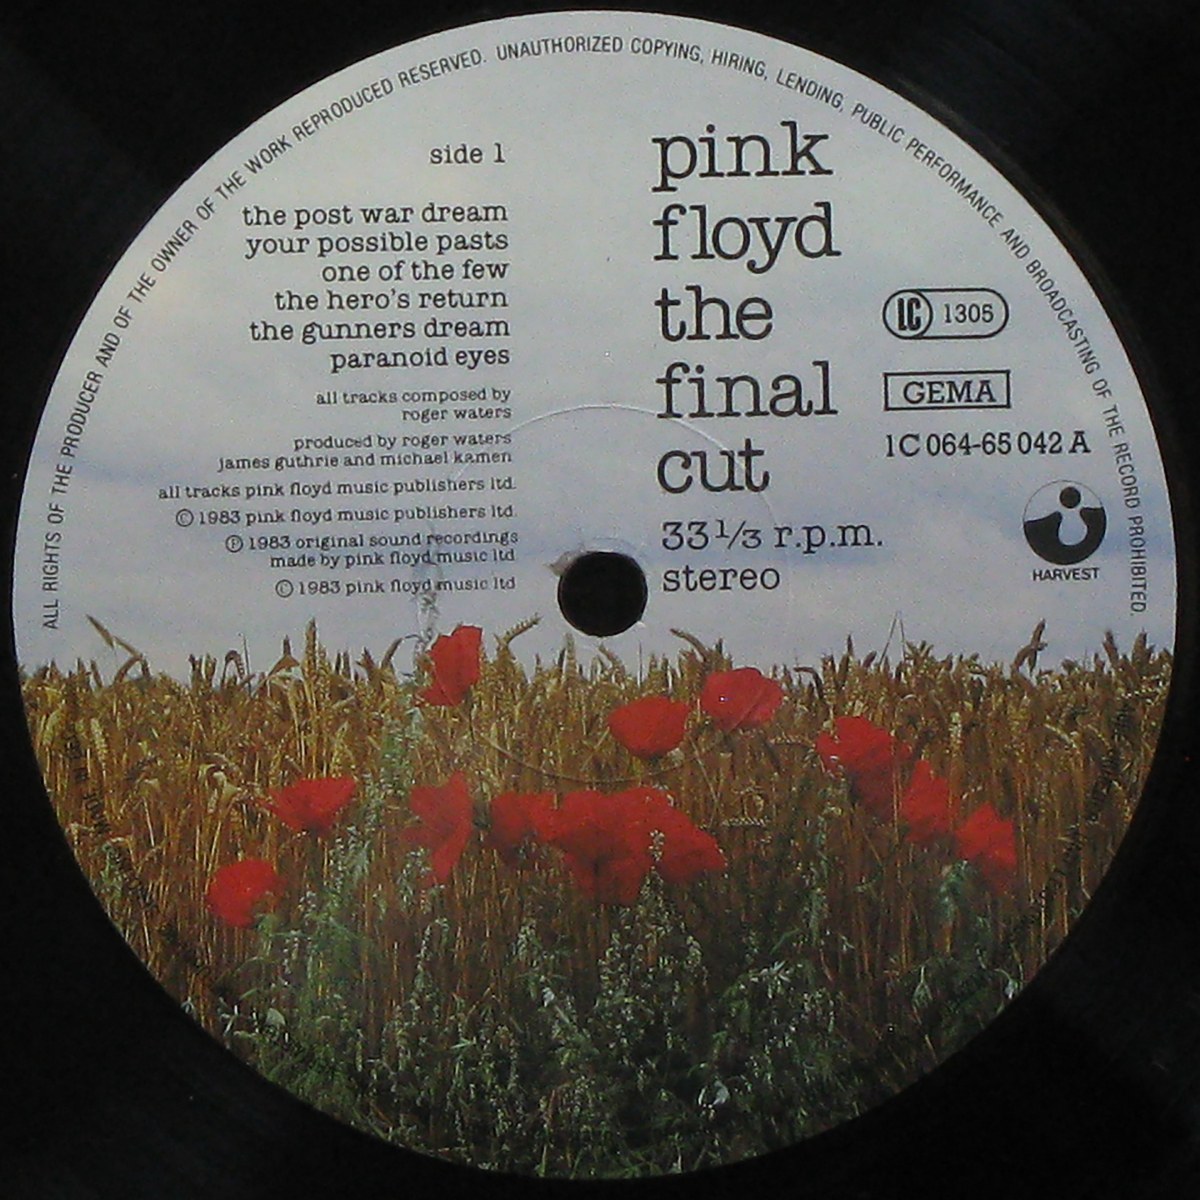 ALL RIGHTS OF THE PRODUCER AND OF THE OWNER OF THE WORK REPRODUCED RESERVED. UNAUTHORIZED COPYING, HIRING, LENDING, PUBLIC PERFORMANCE AND BROADCASTING OF THE RECORD PROHIBITED.
side 1
the post war dream
your possible pasts
one of the few
the hero's return
the gunners dream
paranoid eyes
all tracks composed by
roger waters
produced by roger waters
james guthrie and michael kamen
all tracks pink floyd music publishers ltd.
© 1983 pink floyd music publishers ltd.
℗ 1983 original sound recordings
made by pink floyd music ltd
© 1983 pink floyd music ltd
pink
floyd
the
final
cut
33 1/3 r.p.m.
stereo
LC 1305
GEMA
1C 064-65 042 A
HARVEST